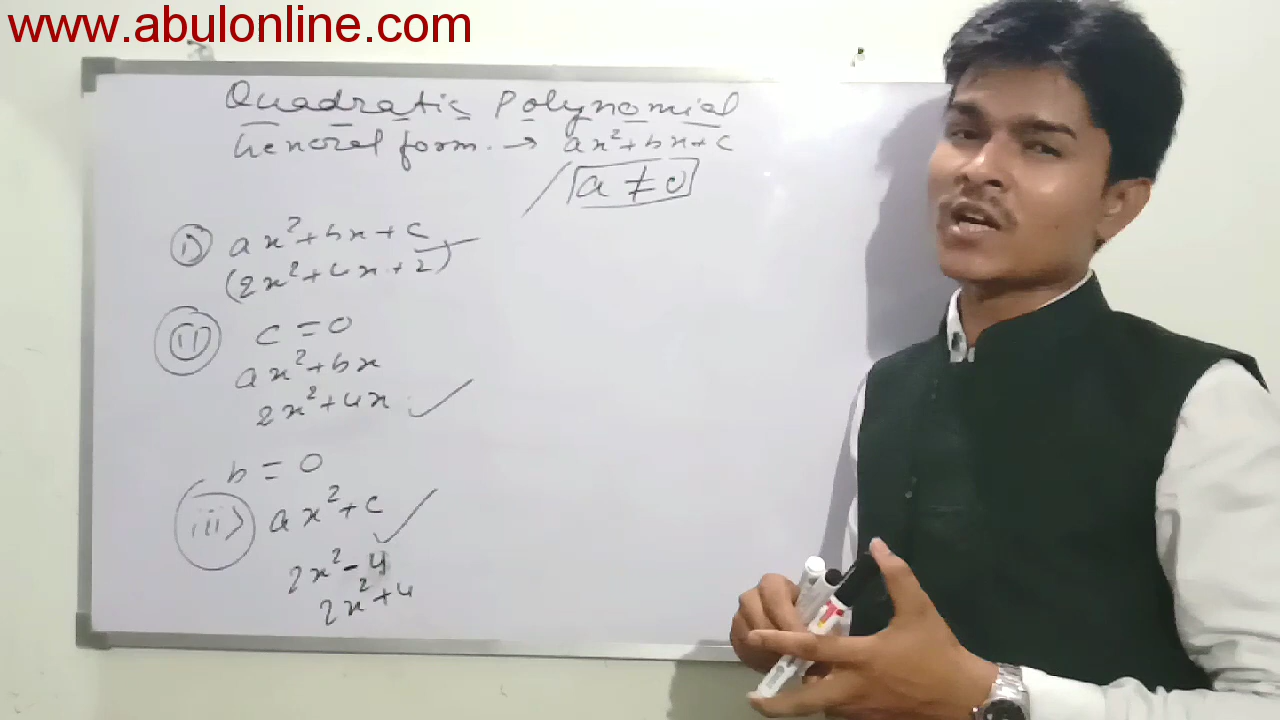 www.abulonline.com
Quadratic Polynomial
General form. → ax²+bx+c
a ≠ 0
i) ax²+bx+c
(2x²+4x+2)
ii) c = 0
ax²+bx
2x²+4x
b = 0
iii) ax²+c
2x²-4
2x²+4